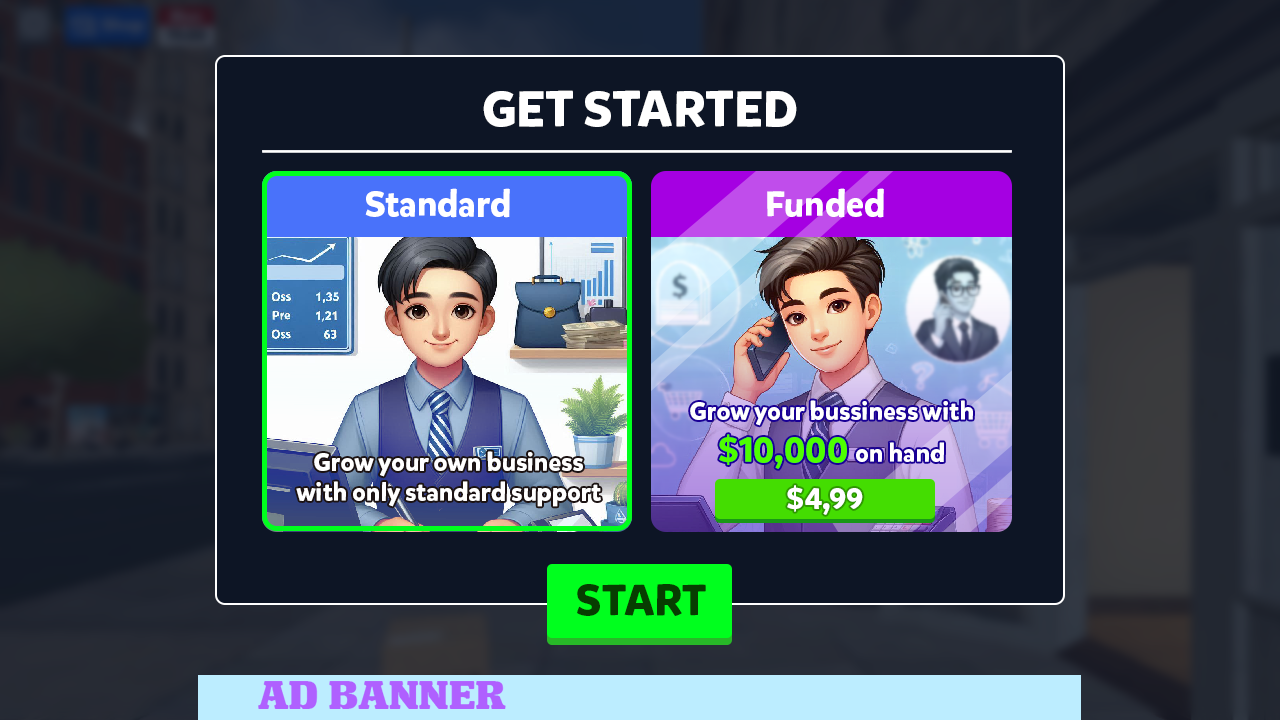 GET STARTED
Standard
Oss 1,35
Pre 1,21
Oss 63
Grow your own business
with only standard support
Funded
$
Grow your bussiness with
$10,000 on hand
$4,99
START
AD BANNER